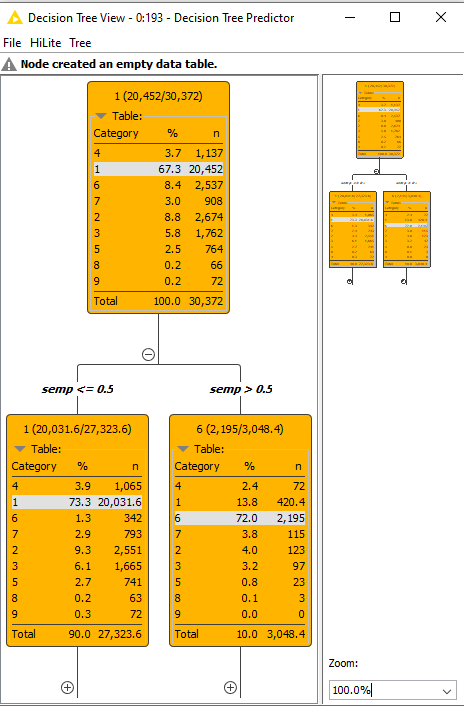 Decision Tree View - 0:193 - Decision Tree Predictor
File HiLite Tree
Node created an empty data table.
1 (20,452/30,372)
Table:
Category % n
4 3.7 1,137
1 67.3 20,452
6 8.4 2,537
7 3.0 908
2 8.8 2,674
3 5.8 1,762
5 2.5 764
8 0.2 66
9 0.2 72
Total 100.0 30,372
semp <= 0.5
semp > 0.5
1 (20,031.6/27,323.6)
Table:
Category % n
4 3.9 1,065
1 73.3 20,031.6
6 1.3 342
7 2.9 793
2 9.3 2,551
3 6.1 1,665
5 2.7 741
8 0.2 63
9 0.3 72
Total 90.0 27,323.6
6 (2,195/3,048.4)
Table:
Category % n
4 2.4 72
1 13.8 420.4
6 72.0 2,195
7 3.8 115
2 4.0 123
3 3.2 97
5 0.8 23
8 0.1 3
9 0.0 0
Total 10.0 3,048.4
Zoom:
100.0%